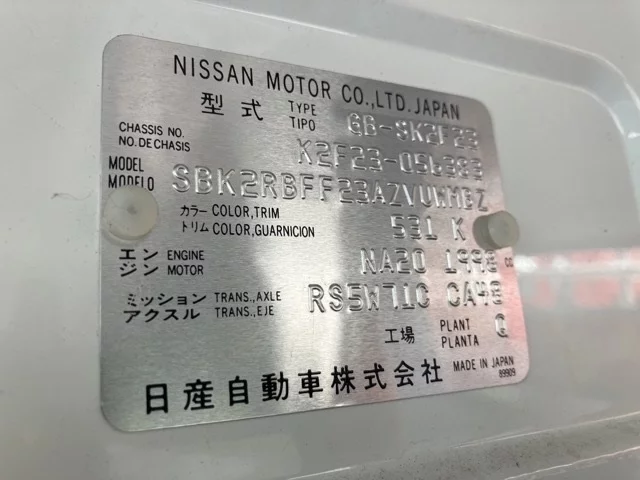 NISSAN MOTOR CO.,LTD. JAPAN
型式 TYPE TIPO GB-SK2F23
CHASSIS NO. NO. DE CHASIS K2F23-056383
MODEL MODELO SBK2RBFF23AZVUWMBZ
カラー COLOR,TRIM
トリム COLOR,GUARNICION 531 K
エンジン ENGINE MOTOR NA20 1998 cc
ミッション TRANS.,AXLE
アクスル TRANS.,EJE RS5W71C CA48
工場 PLANT PLANTA C
日産自動車株式会社 MADE IN JAPAN
89909